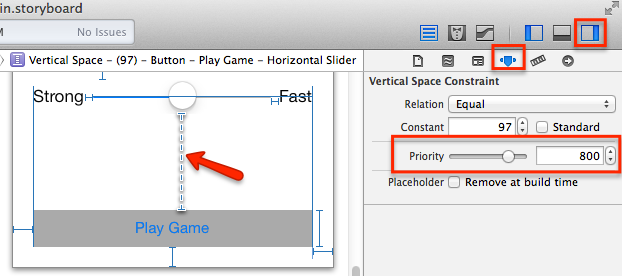 in.storyboard
M
No Issues
Vertical Space – (97) – Button – Play Game – Horizontal Slider
Strong
Fast
Play Game
Vertical Space Constraint
Relation Equal
Constant 97 Standard
Priority 800
Placeholder Remove at build time